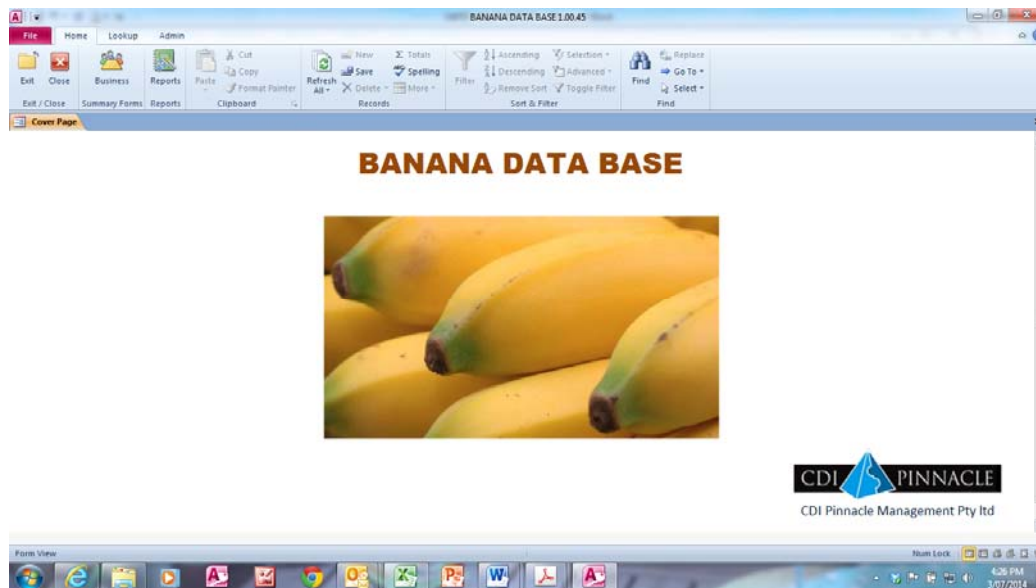 BANANA DATA BASE 1.00.45
File Home Lookup Admin
Exit Close Business Reports Paste Cut Copy Format Painter Refresh All New Save Delete Totals Spelling More Filter Ascending Descending Remove Sort Selection Advanced Toggle Filter Find Replace Go To Select
Exit / Close Summary Forms Reports Clipboard Records Sort & Filter Find
Cover Page
BANANA DATA BASE
CDI PINNACLE
CDI Pinnacle Management Pty ltd
Form View Num Lock
4:26 PM
3/07/2014